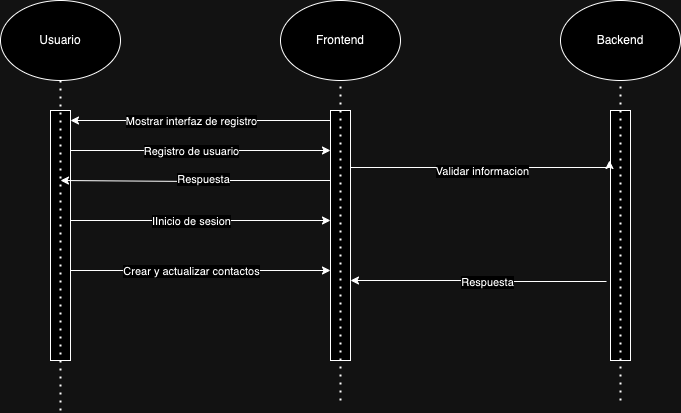 Usuario
Frontend
Backend
Mostrar interfaz de registro
Registro de usuario
Validar informacion
Respuesta
IInicio de sesion
Crear y actualizar contactos
Respuesta